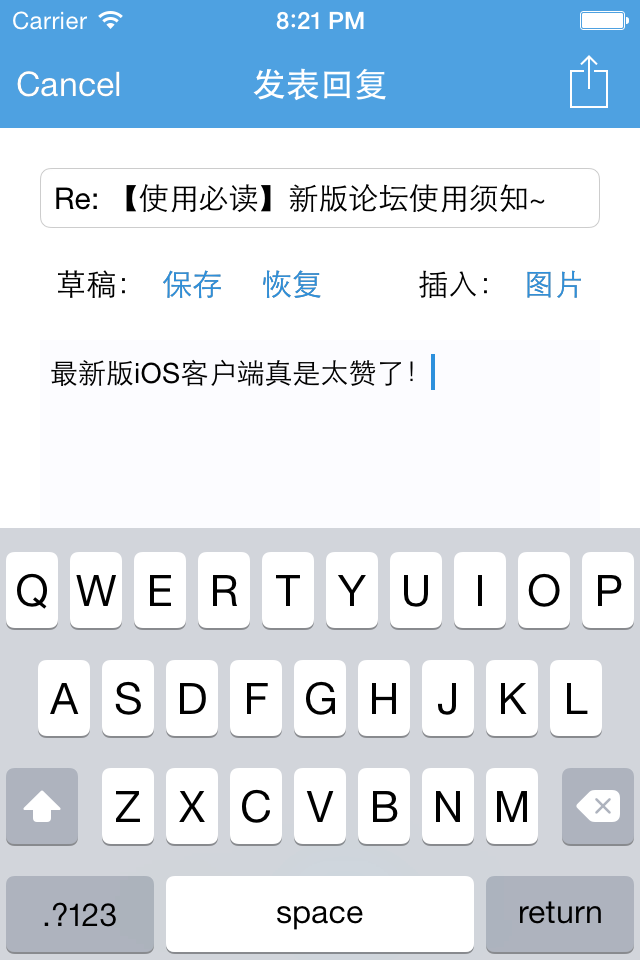 Carrier 8:21 PM
Cancel 发表回复
Re: 【使用必读】新版论坛使用须知~
草稿： 保存 恢复 插入： 图片
最新版iOS客户端真是太赞了！
Q W E R T Y U I O P
A S D F G H J K L
Z X C V B N M
.?123 space return